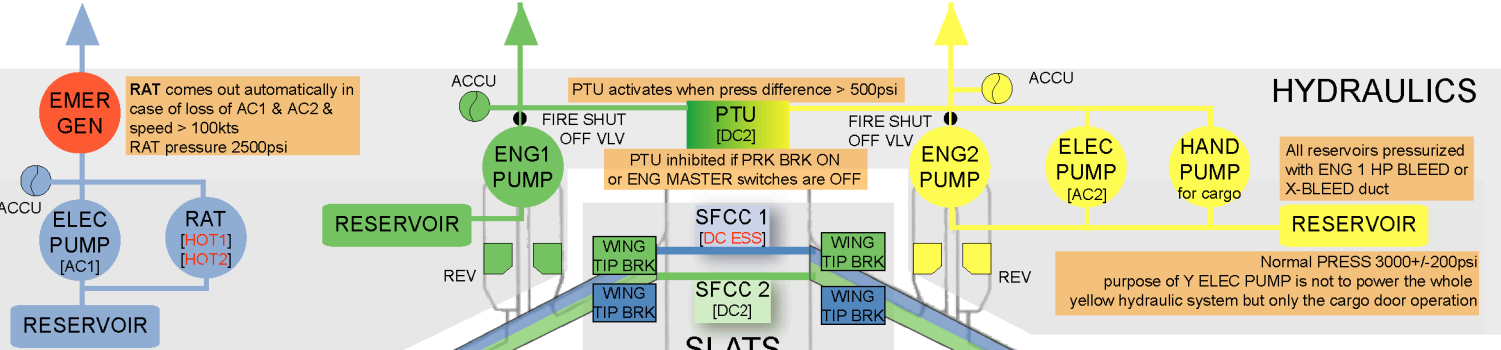 HYDRAULICS
EMER
GEN
RAT comes out automatically in
case of loss of AC1 & AC2 &
speed > 100kts
RAT pressure 2500psi
ACCU
ELEC
PUMP
[AC1]
RAT
[HOT1]
[HOT2]
RESERVOIR
ACCU
PTU activates when press difference > 500psi
PTU
[DC2]
FIRE SHUT
OFF VLV
PTU inhibited if PRK BRK ON
or ENG MASTER switches are OFF
ENG1
PUMP
RESERVOIR
REV
SFCC 1
[DC ESS]
WING
TIP BRK
WING
TIP BRK
SFCC 2
[DC2]
WING
TIP BRK
WING
TIP BRK
SLATS
FIRE SHUT
OFF VLV
ENG2
PUMP
REV
ACCU
ELEC
PUMP
[AC2]
HAND
PUMP
for cargo
All reservoirs pressurized
with ENG 1 HP BLEED or
X-BLEED duct
RESERVOIR
Normal PRESS 3000+/-200psi
purpose of Y ELEC PUMP is not to power the whole
yellow hydraulic system but only the cargo door operation